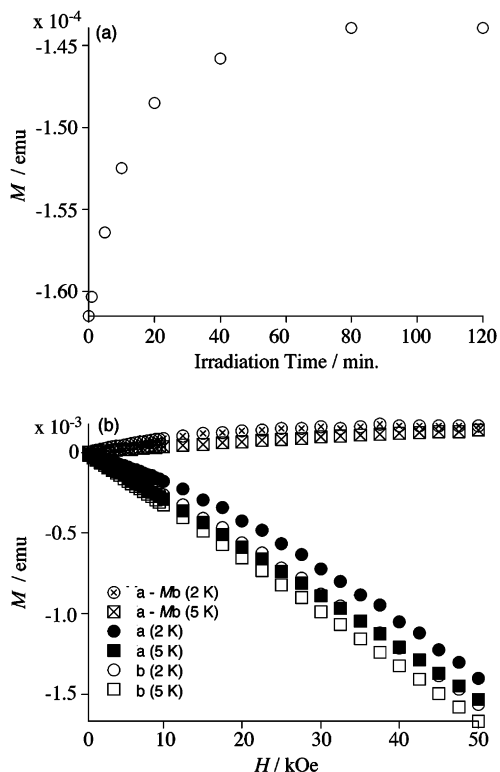 x 10⁻⁴
(a)
-1.45
-1.50
-1.55
-1.60
M / emu
0 20 40 60 80 100 120
Irradiation Time / min.
x 10⁻³
(b)
0
-0.5
-1.0
-1.5
M / emu
a - Mb (2 K)
a - Mb (5 K)
a (2 K)
a (5 K)
b (2 K)
b (5 K)
0 10 20 30 40 50
H / kOe